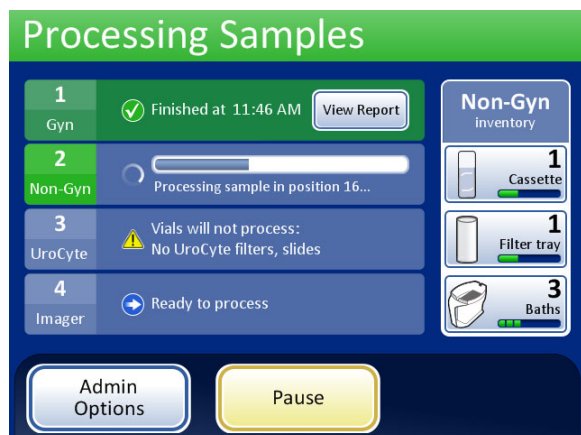 Processing Samples
1
Gyn
Finished at 11:46 AM
View Report
2
Non-Gyn
Processing sample in position 16...
3
UroCyte
Vials will not process:
No UroCyte filters, slides
4
Imager
Ready to process
Non-Gyn
inventory
1
Cassette
1
Filter tray
3
Baths
Admin
Options
Pause